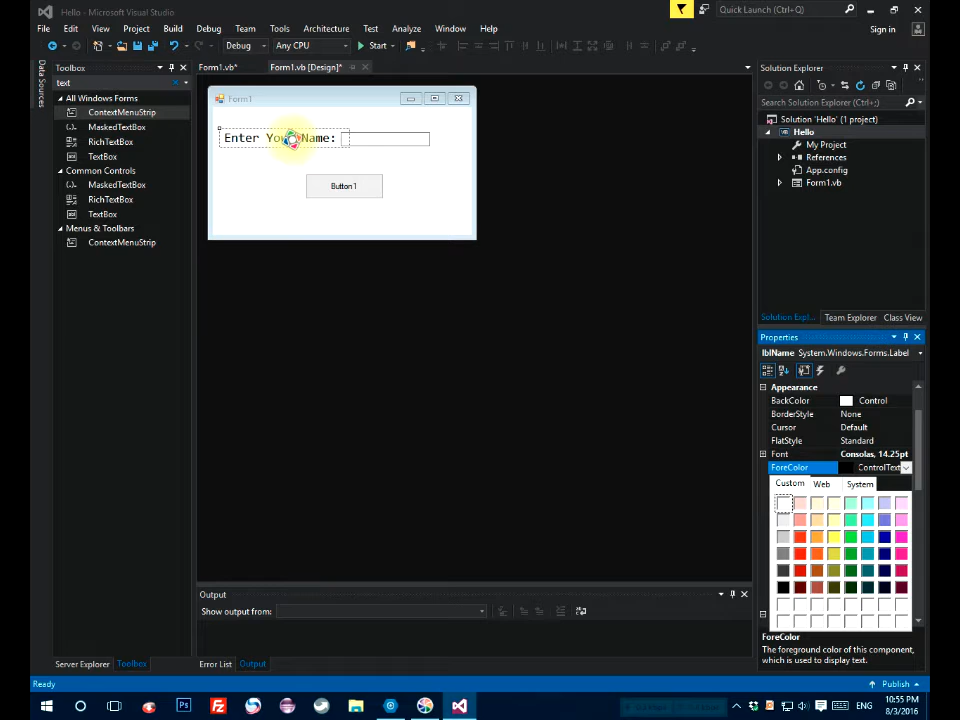 Hello - Microsoft Visual Studio
Quick Launch (Ctrl+Q)
File Edit View Project Build Debug Team Tools Architecture Test Analyze Window Help
Sign in
Debug Any CPU Start
Data Sources
Toolbox
text
All Windows Forms
ContextMenuStrip
MaskedTextBox
RichTextBox
TextBox
Common Controls
MaskedTextBox
RichTextBox
TextBox
Menus & Toolbars
ContextMenuStrip
Server Explorer Toolbox
Form1.vb* Form1.vb [Design]*
Form1
Enter Your Name:
Button1
Output
Show output from:
Error List Output
Solution Explorer
Search Solution Explorer (Ctrl+;)
Solution 'Hello' (1 project)
Hello
My Project
References
App.config
Form1.vb
Solution Expl... Team Explorer Class View
Properties
lblName System.Windows.Forms.Label
Appearance
BackColor Control
BorderStyle None
Cursor Default
FlatStyle Standard
Font Consolas, 14.25pt
ForeColor ControlText
Custom Web System
ForeColor
The foreground color of this component, which is used to display text.
Ready
Publish
Ps
Fz
ENG
10:55 PM
8/3/2016